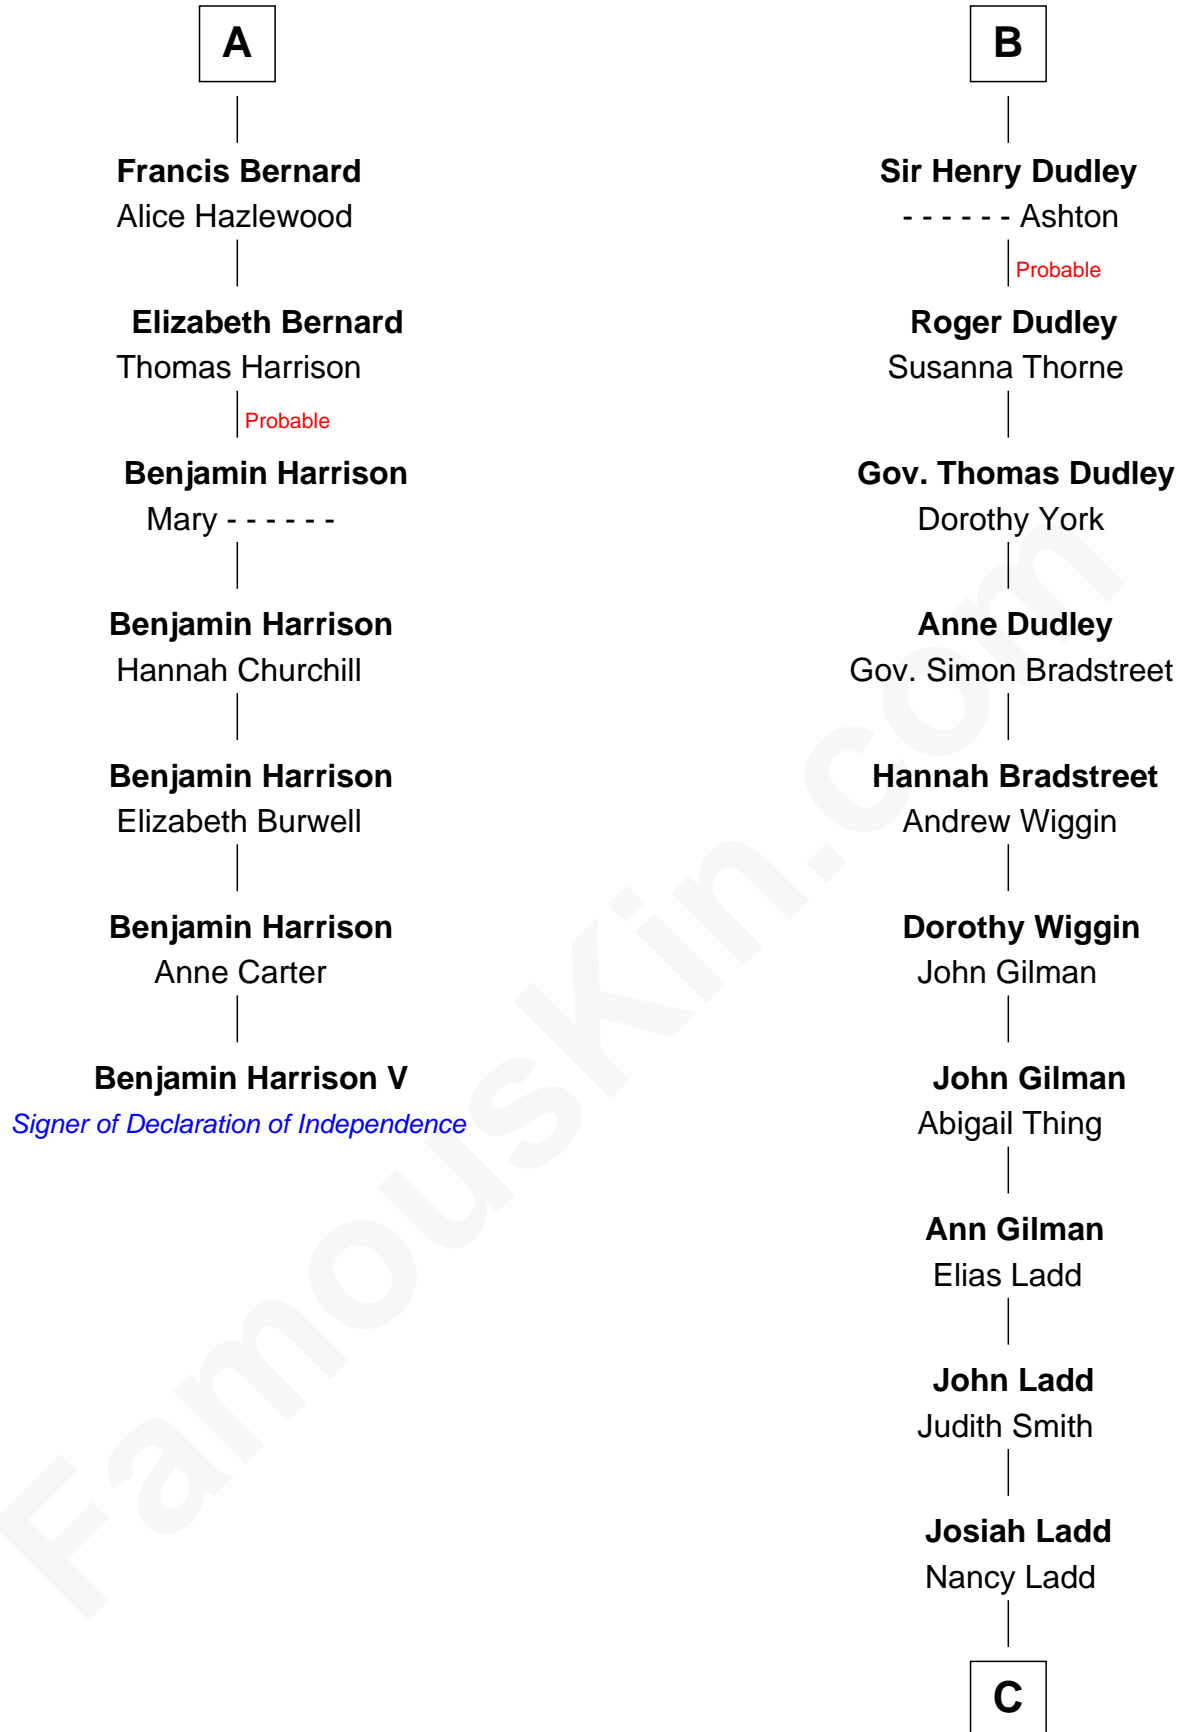 A
Francis Bernard
Alice Hazlewood
Elizabeth Bernard
Thomas Harrison
Probable
Benjamin Harrison
Mary - - - - - -
Benjamin Harrison
Hannah Churchill
Benjamin Harrison
Elizabeth Burwell
Benjamin Harrison
Anne Carter
Benjamin Harrison V
Signer of Declaration of Independence
B
Sir Henry Dudley
- - - - - - Ashton
Probable
Roger Dudley
Susanna Thorne
Gov. Thomas Dudley
Dorothy York
Anne Dudley
Gov. Simon Bradstreet
Hannah Bradstreet
Andrew Wiggin
Dorothy Wiggin
John Gilman
John Gilman
Abigail Thing
Ann Gilman
Elias Ladd
John Ladd
Judith Smith
Josiah Ladd
Nancy Ladd
C
FamousKin.com